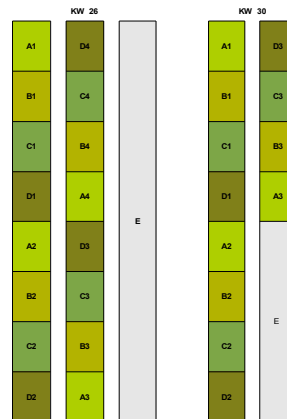 KW 26 KW 30
A1 D4 A1 D3
B1 C4 B1 C3
C1 B4 C1 B3
D1 A4 D1 A3
E
A2 D3 A2
B2 C3 B2
E
C2 B3 C2
D2 A3 D2